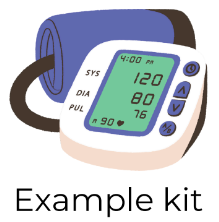 4:00 PM
SYS 120
DIA 80
PUL 76
M 90
Example kit